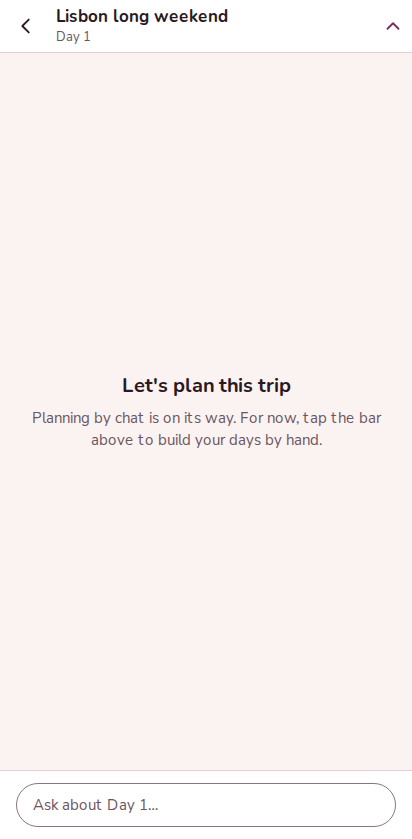 Lisbon long weekend
Day 1
Let's plan this trip
Planning by chat is on its way. For now, tap the bar
above to build your days by hand.
Ask about Day 1...